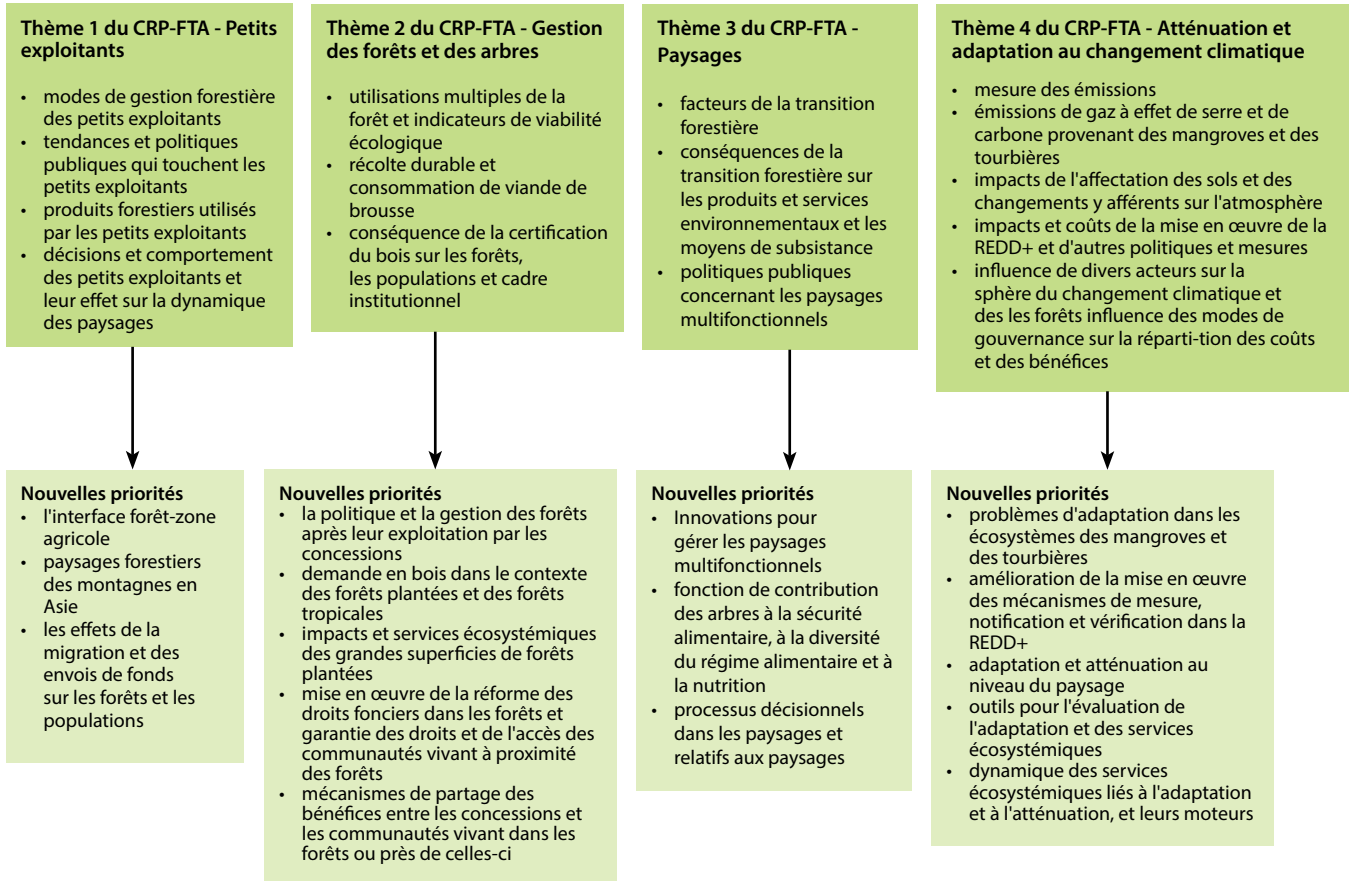 Thème 1 du CRP-FTA - Petits
exploitants
• modes de gestion forestière
des petits exploitants
• tendances et politiques
publiques qui touchent les
petits exploitants
• produits forestiers utilisés
par les petits exploitants
• décisions et comportement
des petits exploitants et
leur effet sur la dynamique
des paysages
Thème 2 du CRP-FTA - Gestion
des forêts et des arbres
• utilisations multiples de la
forêt et indicateurs de viabilité
écologique
• récolte durable et
consommation de viande de
brousse
• conséquence de la certification
du bois sur les forêts,
les populations et cadre
institutionnel
Thème 3 du CRP-FTA -
Paysages
• facteurs de la transition
forestière
• conséquences de la
transition forestière sur
les produits et services
environnementaux et les
moyens de subsistance
• politiques publiques
concernant les paysages
multifonctionnels
Thème 4 du CRP-FTA - Atténuation et
adaptation au changement climatique
• mesure des émissions
• émissions de gaz à effet de serre et de
carbone provenant des mangroves et des
tourbières
• impacts de l'affectation des sols et des
changements y afférents sur l'atmosphère
• impacts et coûts de la mise en œuvre de la
REDD+ et d'autres politiques et mesures
• influence de divers acteurs sur la
sphère du changement climatique et
des les forêts influence des modes de
gouvernance sur la réparti-tion des coûts
et des bénéfices
Nouvelles priorités
• l'interface forêt-zone
agricole
• paysages forestiers
des montagnes en
Asie
• les effets de la
migration et des
envois de fonds
sur les forêts et les
populations
Nouvelles priorités
• la politique et la gestion des forêts
après leur exploitation par les
concessions
• demande en bois dans le contexte
des forêts plantées et des forêts
tropicales
• impacts et services écosystémiques
des grandes superficies de forêts
plantées
• mise en œuvre de la réforme des
droits fonciers dans les forêts et
garantie des droits et de l'accès des
communautés vivant à proximité
des forêts
• mécanismes de partage des
bénéfices entre les concessions et
les communautés vivant dans les
forêts ou près de celles-ci
Nouvelles priorités
• Innovations pour
gérer les paysages
multifonctionnels
• fonction de contribution
des arbres à la sécurité
alimentaire, à la diversité
du régime alimentaire et à
la nutrition
• processus décisionnels
dans les paysages et
relatifs aux paysages
Nouvelles priorités
• problèmes d'adaptation dans les
écosystèmes des mangroves et
des tourbières
• amélioration de la mise en œuvre
des mécanismes de mesure,
notification et vérification dans la
REDD+
• adaptation et atténuation au
niveau du paysage
• outils pour l'évaluation de
l'adaptation et des services
écosystémiques
• dynamique des services
écosystémiques liés à l'adaptation
et à l'atténuation, et leurs moteurs